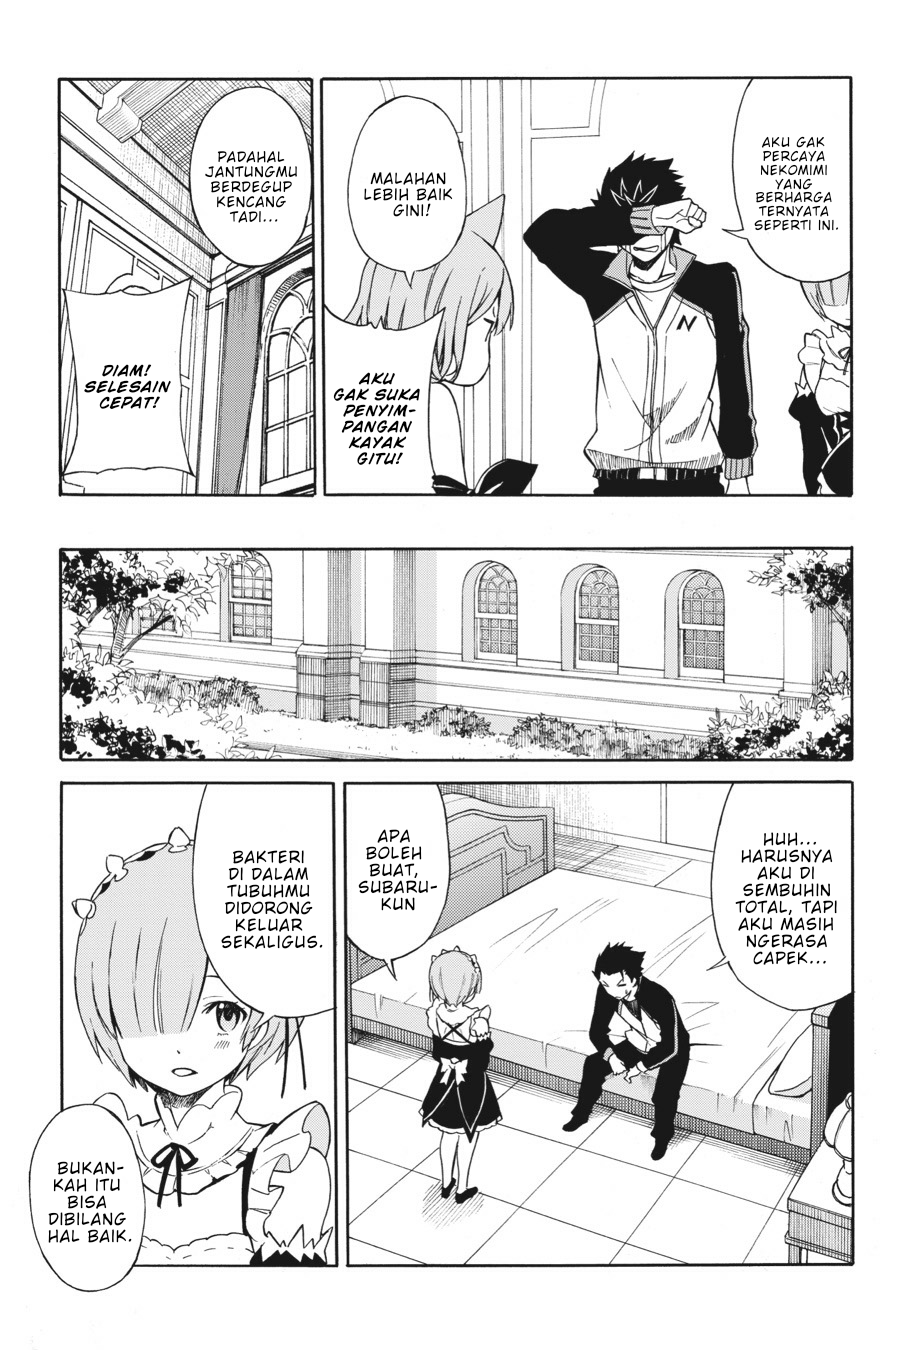 AKU GAK
PERCAYA
NEKOMIMI
YANG
BERHARGA
TERNYATA
SEPERTI INI.
MALAHAN
LEBIH BAIK
GINI!
AKU
GAK SUKA
PENYIM-
PANGAN
KAYAK
GITU!
N
PADAHAL
JANTUNGMU
BERDEGUP
KENCANG
TADI...
DIAM!
SELESAIN
CEPAT!
HUH...
HARUSNYA
AKU DI
SEMBUHIN
TOTAL, TAPI
AKU MASIH
NGERASA
CAPEK...
APA
BOLEH
BUAT,
SUBARU-
KUN
BAKTERI
DI DALAM
TUBUHMU
DIDORONG
KELUAR
SEKALIGUS.
BUKAN-
KAH ITU
BISA
DIBILANG
HAL BAIK.